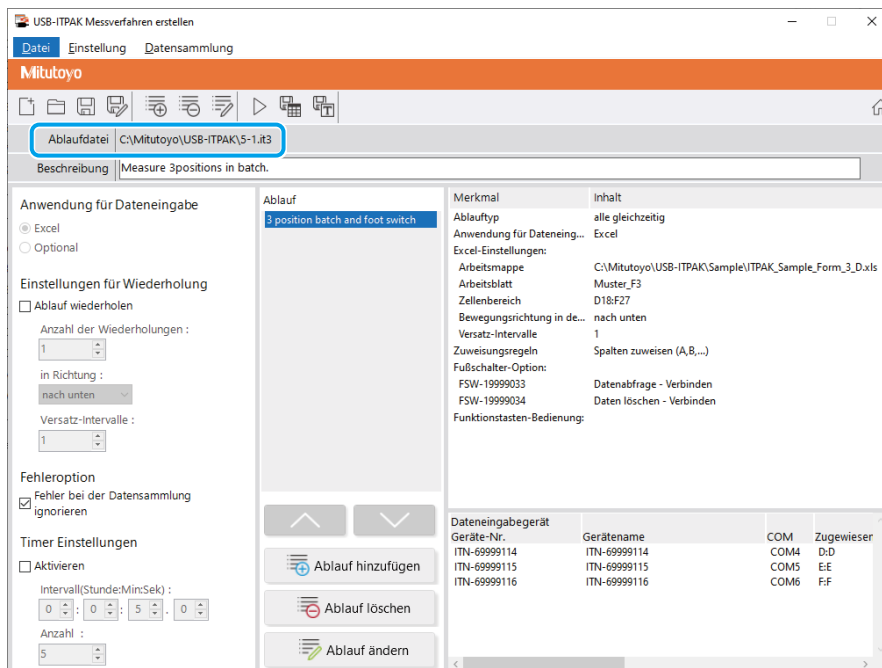 USB-ITPAK Messverfahren erstellen
Datei Einstellung Datensammlung
Mitutoyo
Ablaufdatei C:\Mitutoyo\USB-ITPAK\5-1.it3
Beschreibung Measure 3positions in batch.
Anwendung für Dateneingabe
Excel
Optional
Einstellungen für Wiederholung
Ablauf wiederholen
Anzahl der Wiederholungen :
1
in Richtung :
nach unten
Versatz-Intervalle :
1
Fehleroption
Fehler bei der Datensammlung
ignorieren
Timer Einstellungen
Aktivieren
Intervall(Stunde:Min:Sek) :
0 : 0 : 5 . 0
Anzahl :
5
Ablauf
3 position batch and foot switch
Ablauf hinzufügen
Ablauf löschen
Ablauf ändern
Merkmal Inhalt
Ablauftyp alle gleichzeitig
Anwendung für Dateneing... Excel
Excel-Einstellungen:
Arbeitsmappe C:\Mitutoyo\USB-ITPAK\Sample\ITPAK_Sample_Form_3_D.xls
Arbeitsblatt Muster_F3
Zellenbereich D18:F27
Bewegungsrichtung in de... nach unten
Versatz-Intervalle 1
Zuweisungsregeln Spalten zuweisen (A,B,...)
Fußschalter-Option:
FSW-19999033 Datenabfrage - Verbinden
FSW-19999034 Daten löschen - Verbinden
Funktionstasten-Bedienung:
Dateneingabegerät
Geräte-Nr. Gerätename COM Zugewiesen
ITN-69999114 ITN-69999114 COM4 D:D
ITN-69999115 ITN-69999115 COM5 E:E
ITN-69999116 ITN-69999116 COM6 F:F